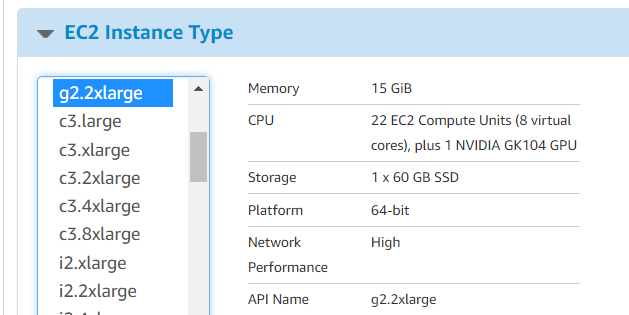 EC2 Instance Type
g2.2xlarge
c3.large
c3.xlarge
c3.2xlarge
c3.4xlarge
c3.8xlarge
i2.xlarge
i2.2xlarge
Memory 15 GiB
CPU 22 EC2 Compute Units (8 virtual
cores), plus 1 NVIDIA GK104 GPU
Storage 1 x 60 GB SSD
Platform 64-bit
Network High
Performance
API Name g2.2xlarge